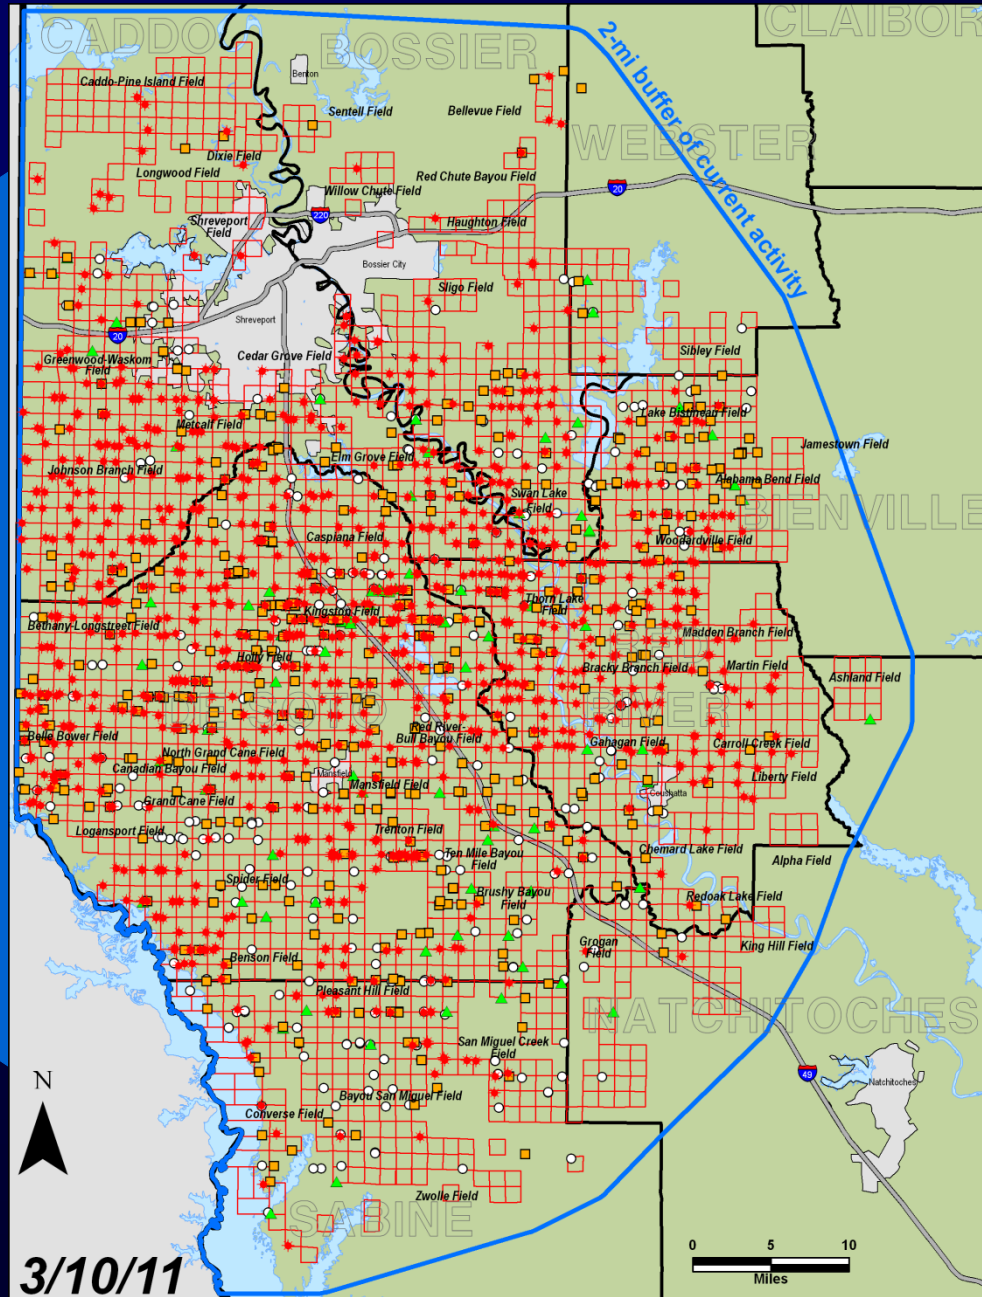 CADDO
BOSSIER
CLAIBOR
2-mi buffer of current activity
Benton
Caddo-Pine Island Field
Sentell Field
Bellevue Field
WEBSTER
Dixie Field
Longwood Field
Red Chute Bayou Field
Willow Chute Field
20
220
Shreveport
Field
Haughton Field
Bossier City
Sligo Field
Shreveport
20
Cedar Grove Field
Sibley Field
Greenwood-Waskom
Field
Lake Bistineau Field
Metcalf Field
Jamestown Field
Elm Grove Field
Johnson Branch Field
Alabama Bend Field
Swan Lake
Field
BIENVILLE
Caspiana Field
Woodardville Field
Thorn Lake
Field
Kingston Field
Bethany-Longstreet Field
RED
Madden Branch Field
Holly Field
Bracky Branch Field
Martin Field
Ashland Field
DE SOTO
RIVER
Red River-
Bull Bayou Field
Belle Bower Field
Gahagan Field
Carroll Creek Field
North Grand Cane Field
Canadian Bayou Field
Mansfield
Liberty Field
Mansfield Field
Coushatta
Grand Cane Field
Logansport Field
Trenton Field
Chemard Lake Field
Ten Mile Bayou
Field
Alpha Field
Spider Field
Brushy Bayou
Field
Redoak Lake Field
Grogan
Field
King Hill Field
Benson Field
Pleasant Hill Field
NATCHITOCHES
San Miguel Creek
Field
49
Natchitoches
N
Bayou San Miguel Field
Converse Field
Zwolle Field
SABINE
0 5 10
Miles
3/10/11